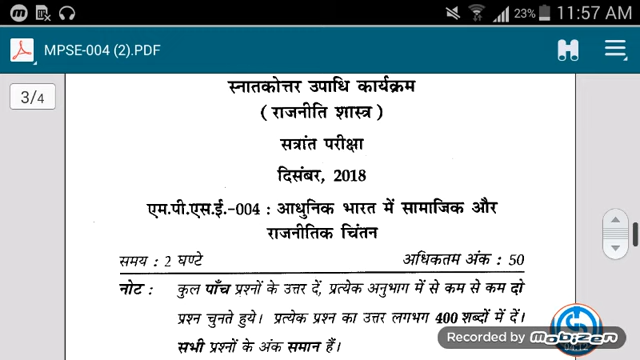 23% 11:57 AM
MPSE-004 (2).PDF
3/4
स्नातकोत्तर उपाधि कार्यक्रम
( राजनीति शास्त्र )
सत्रांत परीक्षा
दिसंबर, 2018
एम.पी.एस.ई.-004 : आधुनिक भारत में सामाजिक और
राजनीतिक चिंतन
समय : 2 घण्टे अधिकतम अंक : 50
नोट : कुल पाँच प्रश्नों के उत्तर दें, प्रत्येक अनुभाग में से कम से कम दो
प्रश्न चुनते हुये। प्रत्येक प्रश्न का उत्तर लगभग 400 शब्दों में दें।
सभी प्रश्नों के अंक समान हैं।
Recorded by Mobizen